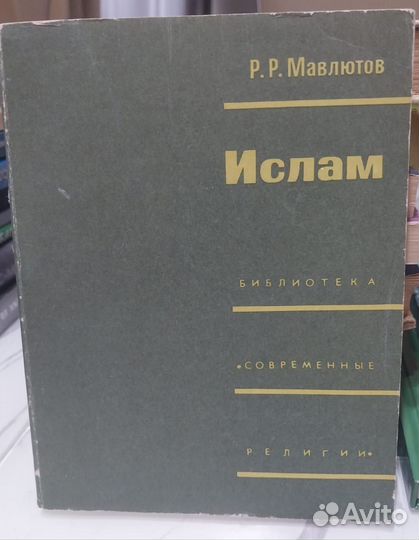 Р. Р. Мавлютов
Ислам
БИБЛИОТЕКА
«СОВРЕМЕННЫЕ
РЕЛИГИИ»
Avito